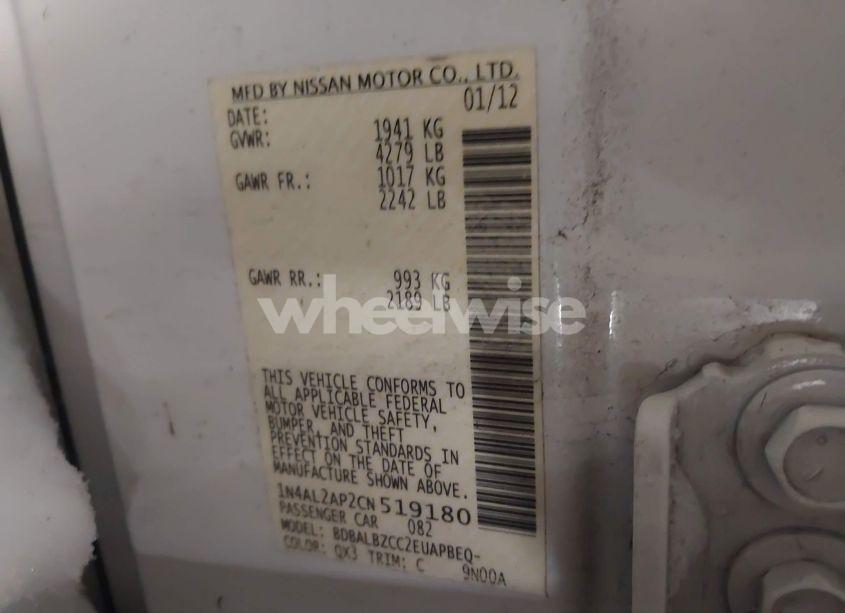 MFD BY NISSAN MOTOR CO., LTD.
DATE: 01/12
GVWR: 1941 KG
4279 LB
GAWR FR.: 1017 KG
2242 LB
GAWR RR.: 993 KG
2189 LB
wheelwise
THIS VEHICLE CONFORMS TO
ALL APPLICABLE FEDERAL
MOTOR VEHICLE SAFETY,
BUMPER, AND THEFT
PREVENTION STANDARDS IN
EFFECT ON THE DATE OF
MANUFACTURE SHOWN ABOVE.
1N4AL2AP2CN519180
PASSENGER CAR 082
MODEL: BDBALBZCC2EUAPBEQ-
COLOR: QX3 TRIM: C 9N00A